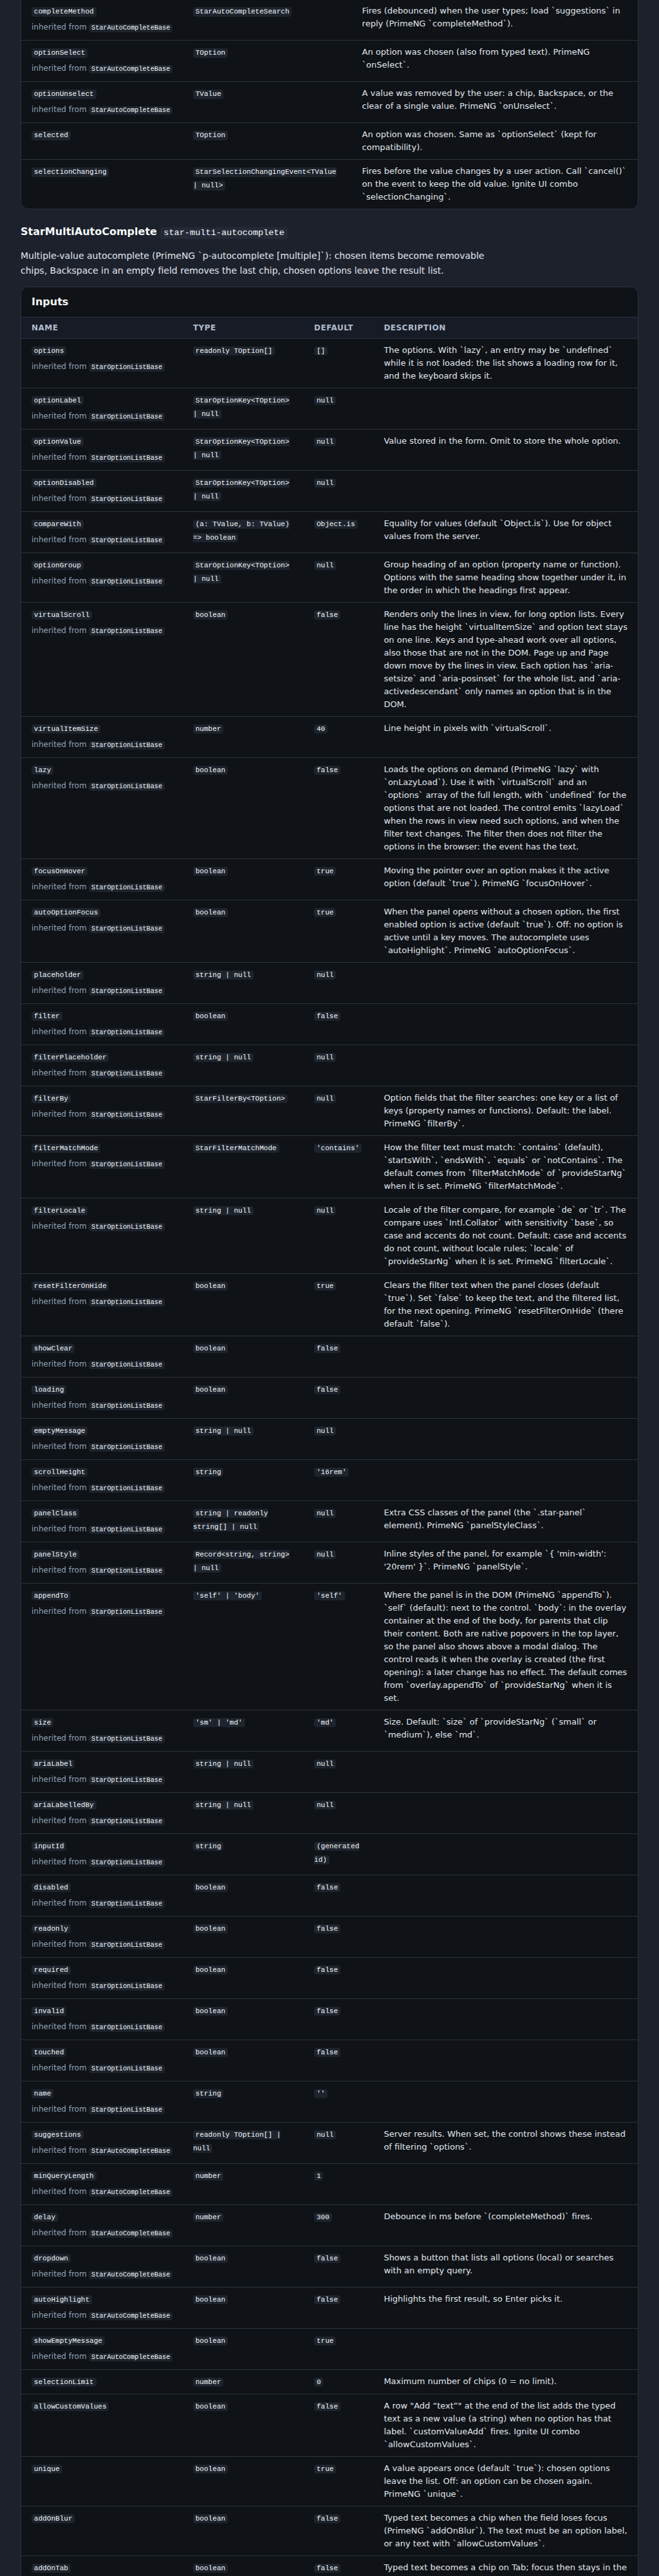 completeMethod StarAutoCompleteSearch Fires (debounced) when the user types; load `suggestions` in
inherited from StarAutoCompleteBase reply (PrimeNG `completeMethod`).
optionSelect TOption An option was chosen (also from typed text). PrimeNG
inherited from StarAutoCompleteBase `onSelect`.
optionUnselect TValue A value was removed by the user: a chip, Backspace, or the
inherited from StarAutoCompleteBase clear of a single value. PrimeNG `onUnselect`.
selected TOption An option was chosen. Same as `optionSelect` (kept for
compatibility).
selectionChanging StarSelectionChangingEvent<TValue Fires before the value changes by a user action. Call `cancel()`
| null> on the event to keep the old value. Ignite UI combo
`selectionChanging`.
StarMultiAutoComplete star-multi-autocomplete
Multiple-value autocomplete (PrimeNG `p-autocomplete [multiple]`): chosen items become removable
chips, Backspace in an empty field removes the last chip, chosen options leave the result list.
Inputs
NAME TYPE DEFAULT DESCRIPTION
options readonly TOption[] [] The options. With `lazy`, an entry may be `undefined`
inherited from StarOptionListBase while it is not loaded: the list shows a loading row for it,
and the keyboard skips it.
optionLabel StarOptionKey<TOption> null
inherited from StarOptionListBase | null
optionValue StarOptionKey<TOption> null Value stored in the form. Omit to store the whole option.
inherited from StarOptionListBase | null
optionDisabled StarOptionKey<TOption> null
inherited from StarOptionListBase | null
compareWith (a: TValue, b: TValue) Object.is Equality for values (default `Object.is`). Use for object
inherited from StarOptionListBase => boolean values from the server.
optionGroup StarOptionKey<TOption> null Group heading of an option (property name or function).
inherited from StarOptionListBase | null Options with the same heading show together under it, in
the order in which the headings first appear.
virtualScroll boolean false Renders only the lines in view, for long option lists. Every
inherited from StarOptionListBase line has the height `virtualItemSize` and option text stays
on one line. Keys and type-ahead work over all options,
also those that are not in the DOM. Page up and Page
down move by the lines in view. Each option has `aria-
setsize` and `aria-posinset` for the whole list, and `aria-
activedescendant` only names an option that is in the
DOM.
virtualItemSize number 40 Line height in pixels with `virtualScroll`.
inherited from StarOptionListBase
lazy boolean false Loads the options on demand (PrimeNG `lazy` with
inherited from StarOptionListBase `onLazyLoad`). Use it with `virtualScroll` and an
`options` array of the full length, with `undefined` for the
options that are not loaded. The control emits `lazyLoad`
when the rows in view need such options, and when the
filter text changes. The filter then does not filter the
options in the browser: the event has the text.
focusOnHover boolean true Moving the pointer over an option makes it the active
inherited from StarOptionListBase option (default `true`). PrimeNG `focusOnHover`.
autoOptionFocus boolean true When the panel opens without a chosen option, the first
inherited from StarOptionListBase enabled option is active (default `true`). Off: no option is
active until a key moves. The autocomplete uses
`autoHighlight`. PrimeNG `autoOptionFocus`.
placeholder string | null null
inherited from StarOptionListBase
filter boolean false
inherited from StarOptionListBase
filterPlaceholder string | null null
inherited from StarOptionListBase
filterBy StarFilterBy<TOption> null Option fields that the filter searches: one key or a list of
inherited from StarOptionListBase keys (property names or functions). Default: the label.
PrimeNG `filterBy`.
filterMatchMode StarFilterMatchMode 'contains' How the filter text must match: `contains` (default),
inherited from StarOptionListBase `startsWith`, `endsWith`, `equals` or `notContains`. The
default comes from `filterMatchMode` of `provideStarNg`
when it is set. PrimeNG `filterMatchMode`.
filterLocale string | null null Locale of the filter compare, for example `de` or `tr`. The
inherited from StarOptionListBase compare uses `Intl.Collator` with sensitivity `base`, so
case and accents do not count. Default: case and accents
do not count, without locale rules; `locale` of
`provideStarNg` when it is set. PrimeNG `filterLocale`.
resetFilterOnHide boolean true Clears the filter text when the panel closes (default
inherited from StarOptionListBase `true`). Set `false` to keep the text, and the filtered list,
for the next opening. PrimeNG `resetFilterOnHide` (there
default `false`).
showClear boolean false
inherited from StarOptionListBase
loading boolean false
inherited from StarOptionListBase
emptyMessage string | null null
inherited from StarOptionListBase
scrollHeight string '16rem'
inherited from StarOptionListBase
panelClass string | readonly null Extra CSS classes of the panel (the `.star-panel`
inherited from StarOptionListBase string[] | null element). PrimeNG `panelStyleClass`.
panelStyle Record<string, string> null Inline styles of the panel, for example `{ 'min-width':
inherited from StarOptionListBase | null '20rem' }`. PrimeNG `panelStyle`.
appendTo 'self' | 'body' 'self' Where the panel is in the DOM (PrimeNG `appendTo`).
inherited from StarOptionListBase `self` (default): next to the control. `body`: in the overlay
container at the end of the body, for parents that clip
their content. Both are native popovers in the top layer,
so the panel also shows above a modal dialog. The
control reads it when the overlay is created (the first
opening): a later change has no effect. The default comes
from `overlay.appendTo` of `provideStarNg` when it is
set.
size 'sm' | 'md' 'md' Size. Default: `size` of `provideStarNg` (`small` or
inherited from StarOptionListBase `medium`), else `md`.
ariaLabel string | null null
inherited from StarOptionListBase
ariaLabelledBy string | null null
inherited from StarOptionListBase
inputId string (generated
inherited from StarOptionListBase id)
disabled boolean false
inherited from StarOptionListBase
readonly boolean false
inherited from StarOptionListBase
required boolean false
inherited from StarOptionListBase
invalid boolean false
inherited from StarOptionListBase
touched boolean false
inherited from StarOptionListBase
name string ''
inherited from StarOptionListBase
suggestions readonly TOption[] | null Server results. When set, the control shows these instead
inherited from StarAutoCompleteBase null of filtering `options`.
minQueryLength number 1
inherited from StarAutoCompleteBase
delay number 300 Debounce in ms before `(completeMethod)` fires.
inherited from StarAutoCompleteBase
dropdown boolean false Shows a button that lists all options (local) or searches
inherited from StarAutoCompleteBase with an empty query.
autoHighlight boolean false Highlights the first result, so Enter picks it.
inherited from StarAutoCompleteBase
showEmptyMessage boolean true
inherited from StarAutoCompleteBase
selectionLimit number 0 Maximum number of chips (0 = no limit).
allowCustomValues boolean false A row "Add “text”" at the end of the list adds the typed
text as a new value (a string) when no option has that
label. `customValueAdd` fires. Ignite UI combo
`allowCustomValues`.
unique boolean true A value appears once (default `true`): chosen options
leave the list. Off: an option can be chosen again.
PrimeNG `unique`.
addOnBlur boolean false Typed text becomes a chip when the field loses focus
(PrimeNG `addOnBlur`). The text must be an option label,
or any text with `allowCustomValues`.
addOnTab boolean false Typed text becomes a chip on Tab; focus then stays in the